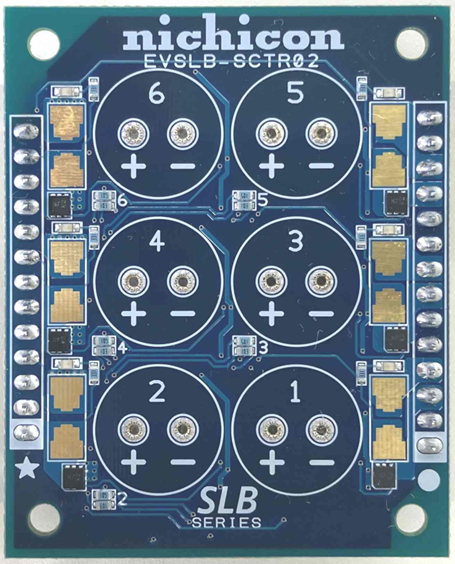 nichicon
EVSLB-SCTR02
6 5
+ - + -
6 5
4 3
+ - + -
4 3
2 1
+ - + -
2
SLB
SERIES